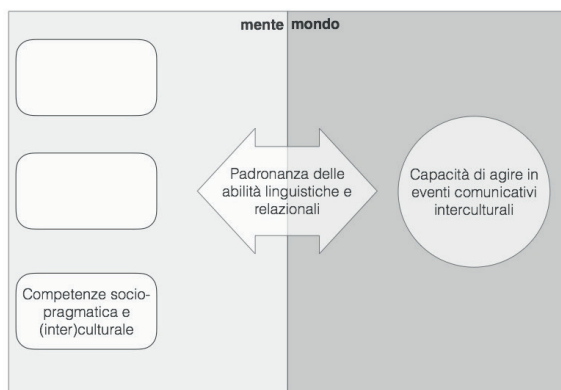 mente mondo
Padronanza delle
abilità linguistiche e
relazionali
Capacità di agire in
eventi comunicativi
interculturali
Competenze socio-
pragmatica e
(inter)culturale